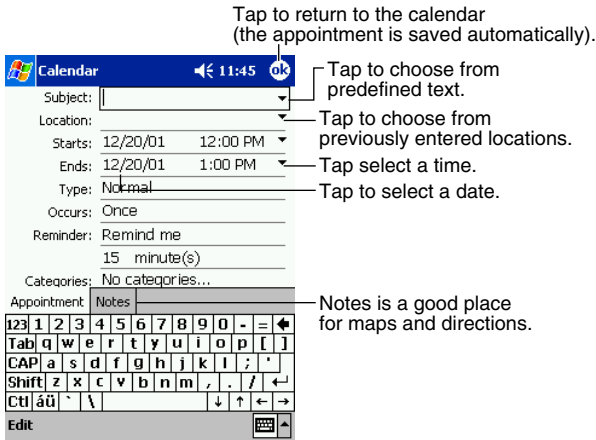 Tap to return to the calendar
(the appointment is saved automatically).
Calendar 11:45 ok
Tap to choose from
predefined text.
Subject:
Location:
Tap to choose from
previously entered locations.
Starts: 12/20/01 12:00 PM
Ends: 12/20/01 1:00 PM
Tap select a time.
Type: Normal
Tap to select a date.
Occurs: Once
Reminder: Remind me
15 minute(s)
Categories: No categories...
Appointment Notes
Notes is a good place
for maps and directions.
123 1 2 3 4 5 6 7 8 9 0 - =
Tab q w e r t y u i o p [ ]
CAP a s d f g h j k l ; '
Shift z x c v b n m , . /
Ctl áü ` \
Edit